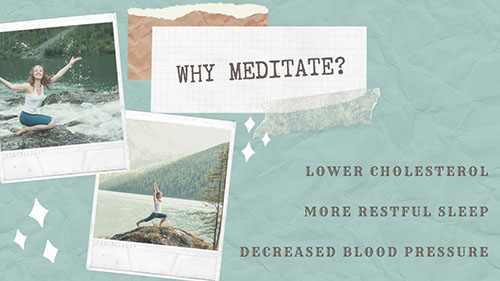 WHY MEDITATE?
LOWER CHOLESTEROL
MORE RESTFUL SLEEP
DECREASED BLOOD PRESSURE